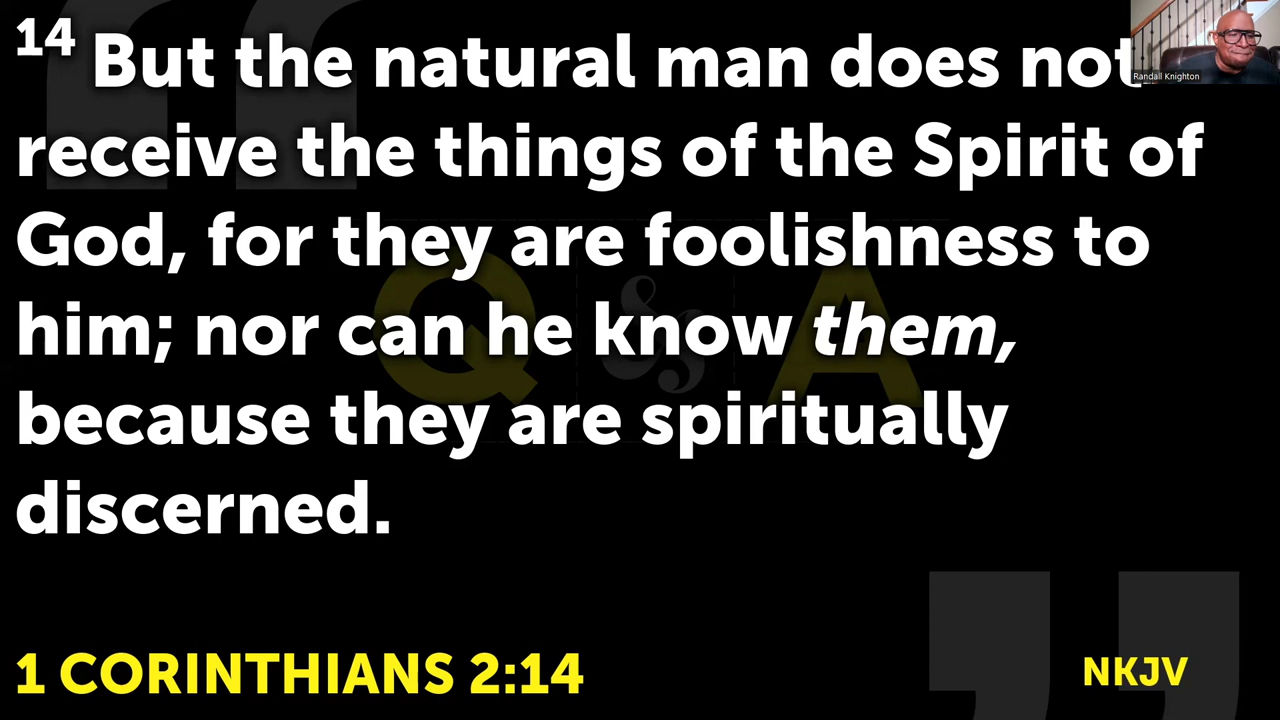 14 But the natural man does not
Randall Knighton
receive the things of the Spirit of
God, for they are foolishness to
him; nor can he know them,
because they are spiritually
discerned.
Q & A
1 CORINTHIANS 2:14
NKJV